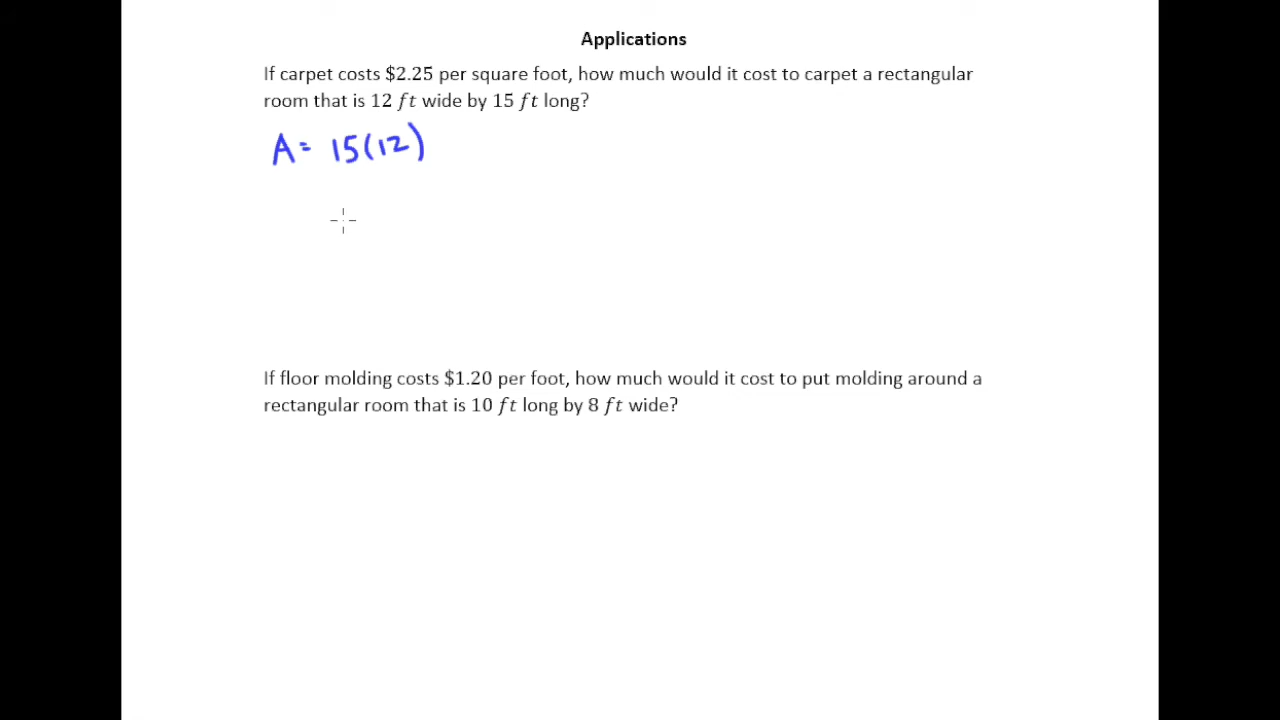 Applications
If carpet costs $2.25 per square foot, how much would it cost to carpet a rectangular
room that is 12 ft wide by 15 ft long?
A= 15(12)
If floor molding costs $1.20 per foot, how much would it cost to put molding around a
rectangular room that is 10 ft long by 8 ft wide?